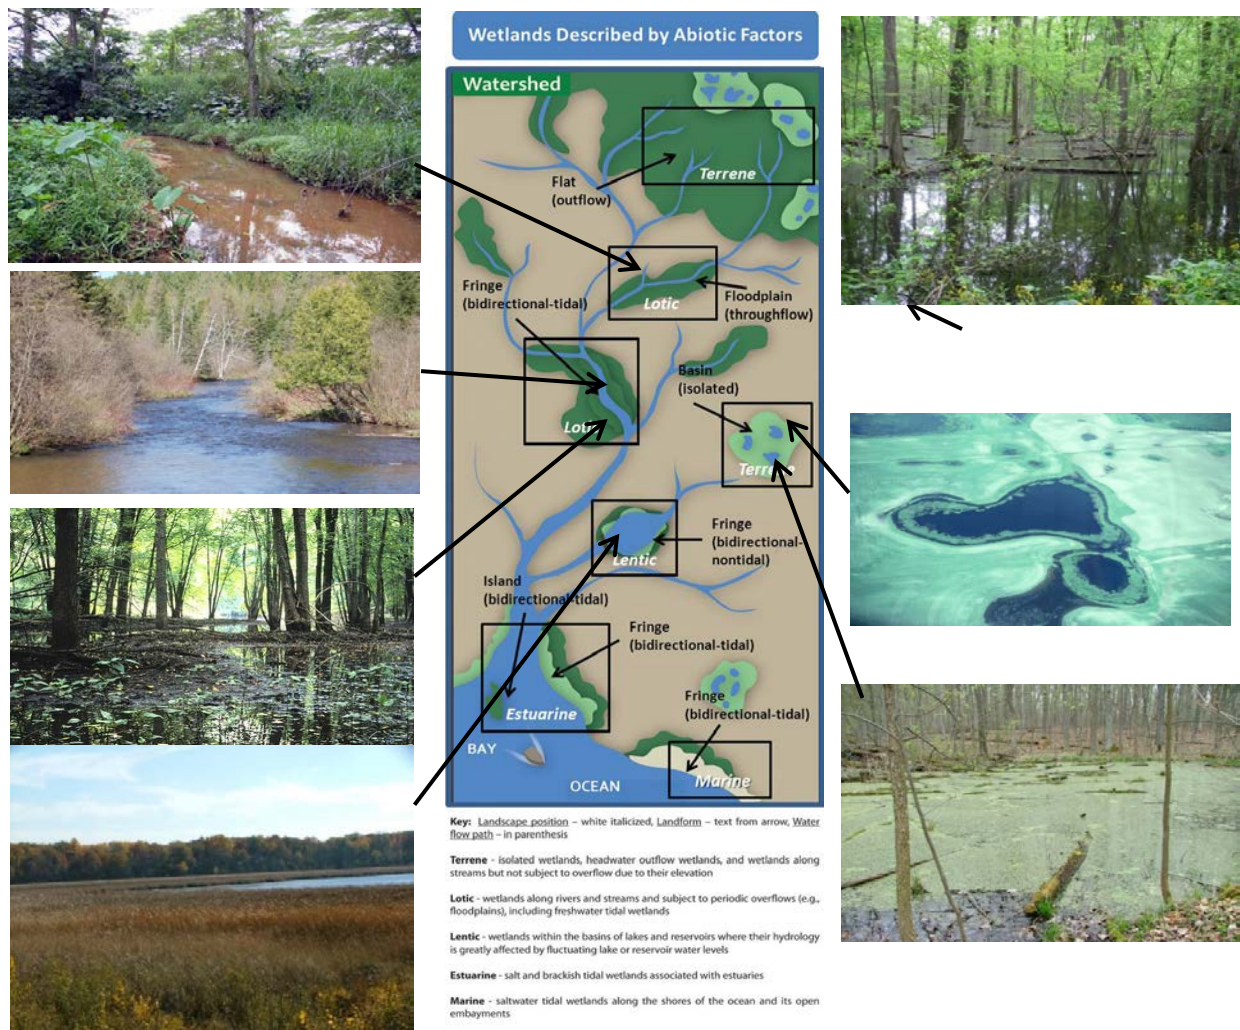 Wetlands Described by Abiotic Factors
Watershed
Terrene
Flat
(outflow)
Fringe
(bidirectional-tidal)
Lotic
Floodplain
(throughflow)
Basin
(isolated)
Lotic
Terrene
Fringe
(bidirectional-
nontidal)
Lentic
Island
(bidirectional-tidal)
Fringe
(bidirectional-tidal)
Estuarine
Fringe
(bidirectional-tidal)
BAY
OCEAN
Marine
Key: Landscape position – white italicized, Landform – text from arrow, Water
flow path – in parenthesis
Terrene - isolated wetlands, headwater outflow wetlands, and wetlands along
streams but not subject to overflow due to their elevation
Lotic - wetlands along rivers and streams and subject to periodic overflows (e.g.,
floodplains), including freshwater tidal wetlands
Lentic - wetlands within the basins of lakes and reservoirs where their hydrology
is greatly affected by fluctuating lake or reservoir water levels
Estuarine - salt and brackish tidal wetlands associated with estuaries
Marine - saltwater tidal wetlands along the shores of the ocean and its open
embayments